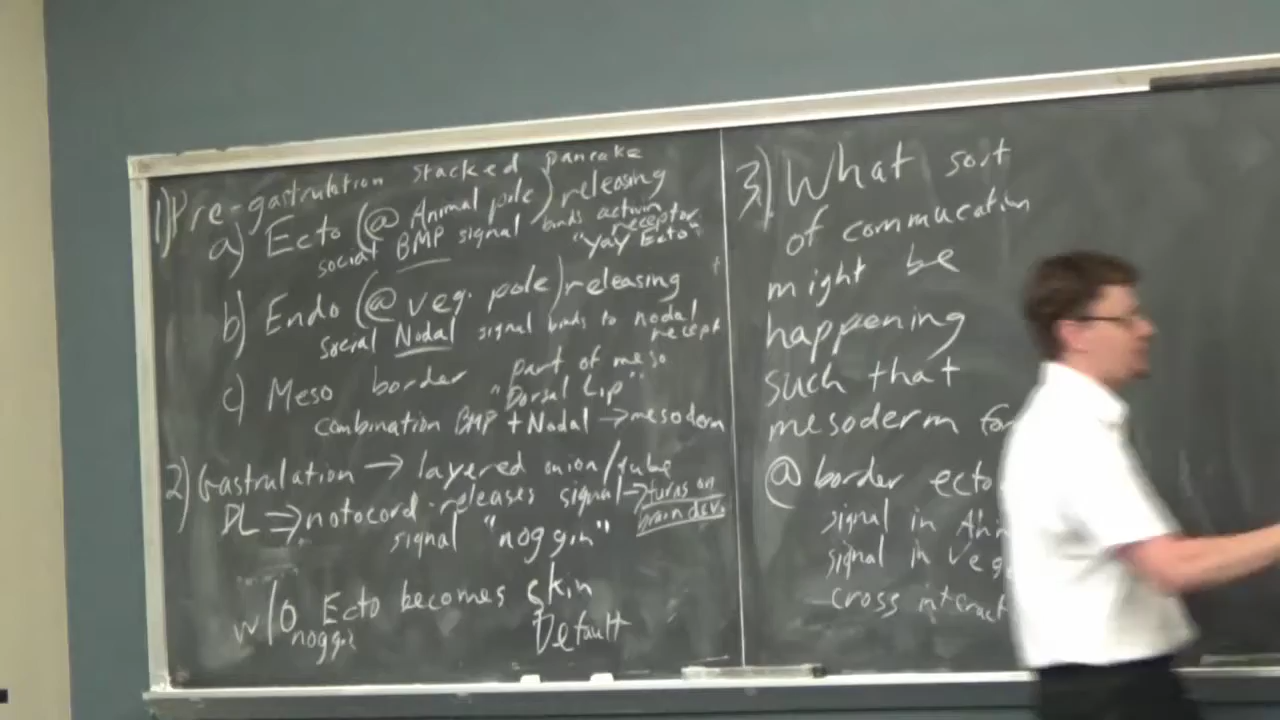 1) Pre-gastrulation stacked pancake
a) Ecto (@ Animal pole) releasing
social BMP signal binds activin receptor
"Yay Ecto"
b) Endo (@ veg. pole) releasing
social Nodal signal binds to nodal recept
c) Meso border part of meso
"Dorsal Lip"
combination BMP + Nodal → mesoderm
2) Gastrulation → layered onion/tube
DL ⇒ notocord releases signal → turns on
signal "noggin" brain dev.
w/o Ecto becomes skin
noggin Default
3) What sort
of commucation
might be
happening
such that
mesoderm for
@ border ecto
signal in Ani
signal in veg
cross interact